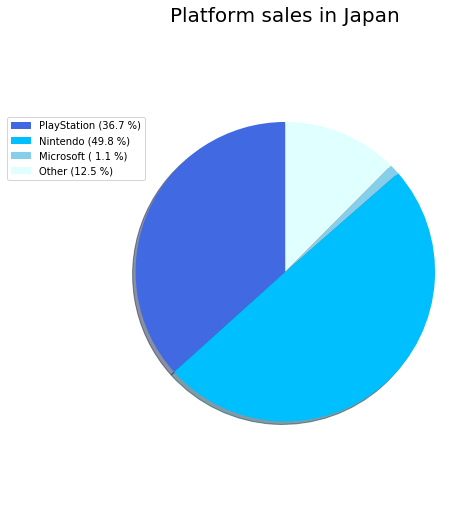 Platform sales in Japan
PlayStation (36.7 %)
Nintendo (49.8 %)
Microsoft ( 1.1 %)
Other (12.5 %)